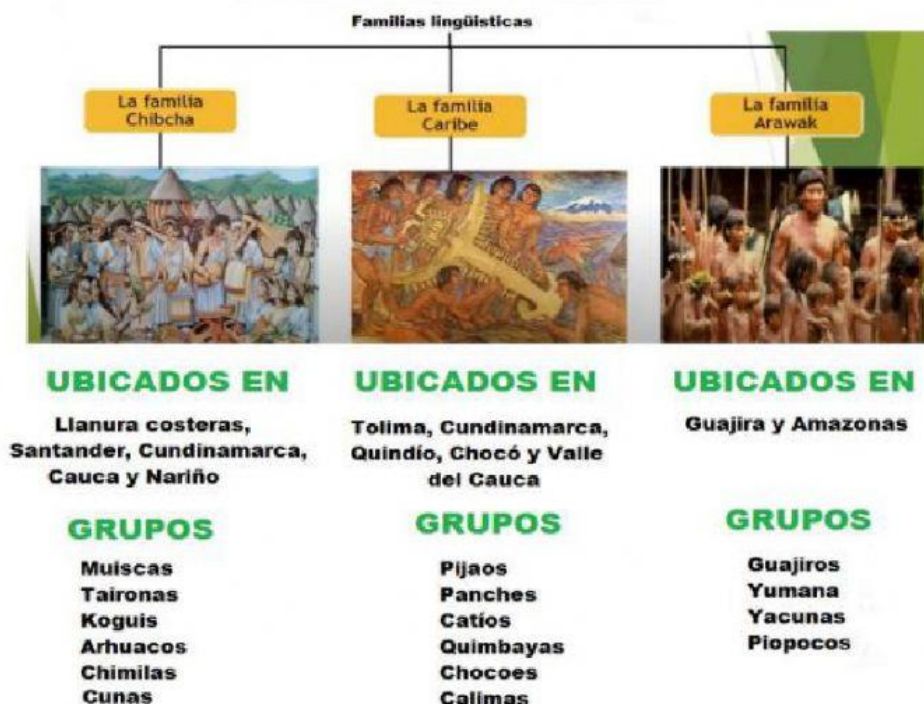 Familias lingüisticas
La familia
Chibcha
La familia
Caribe
La familia
Arawak
UBICADOS EN
Llanura costeras,
Santander, Cundinamarca,
Cauca y Nariño
UBICADOS EN
Tolima, Cundinamarca,
Quindío, Chocó y Valle
del Cauca
UBICADOS EN
Guajira y Amazonas
GRUPOS
Muiscas
Taironas
Koguis
Arhuacos
Chimilas
Cunas
GRUPOS
Pijaos
Panches
Catíos
Quimbayas
Chocoes
Calimas
GRUPOS
Guajiros
Yumana
Yacunas
Piopocos